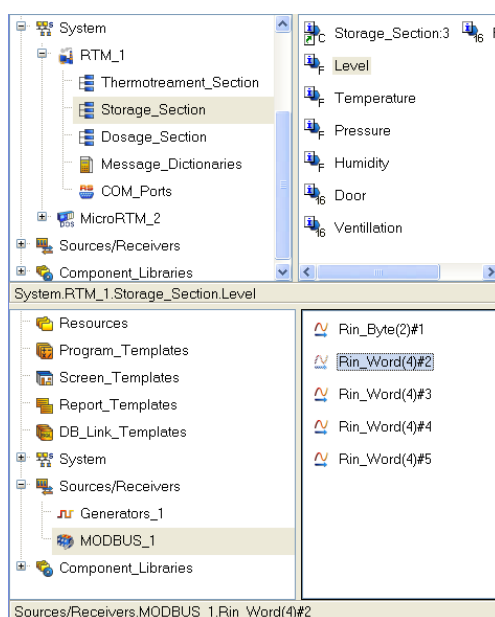 System
RTM_1
Thermotreament_Section
Storage_Section
Dosage_Section
Message_Dictionaries
COM_Ports
MicroRTM_2
Sources/Receivers
Component_Libraries
Storage_Section:3
Level
Temperature
Pressure
Humidity
Door
Ventillation
System.RTM_1.Storage_Section.Level
Resources
Program_Templates
Screen_Templates
Report_Templates
DB_Link_Templates
System
Sources/Receivers
Generators_1
MODBUS_1
Component_Libraries
Rin_Byte(2)#1
Rin_Word(4)#2
Rin_Word(4)#3
Rin_Word(4)#4
Rin_Word(4)#5
Sources/Receivers.MODBUS_1.Rin_Word(4)#2